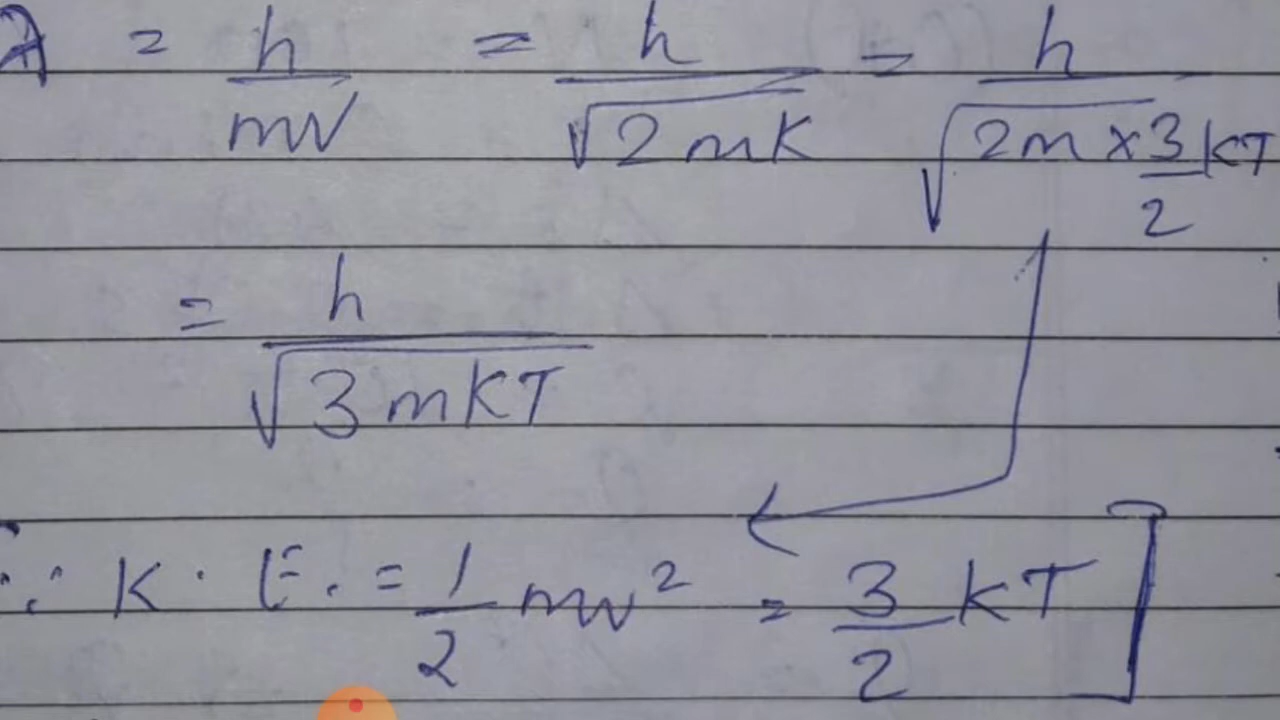 λ = h/mv = h/√(2mK) = h/√(2m × 3/2 kT)
= h/√(3mKT)
∵ K.E. = 1/2 mv² = 3/2 kT]